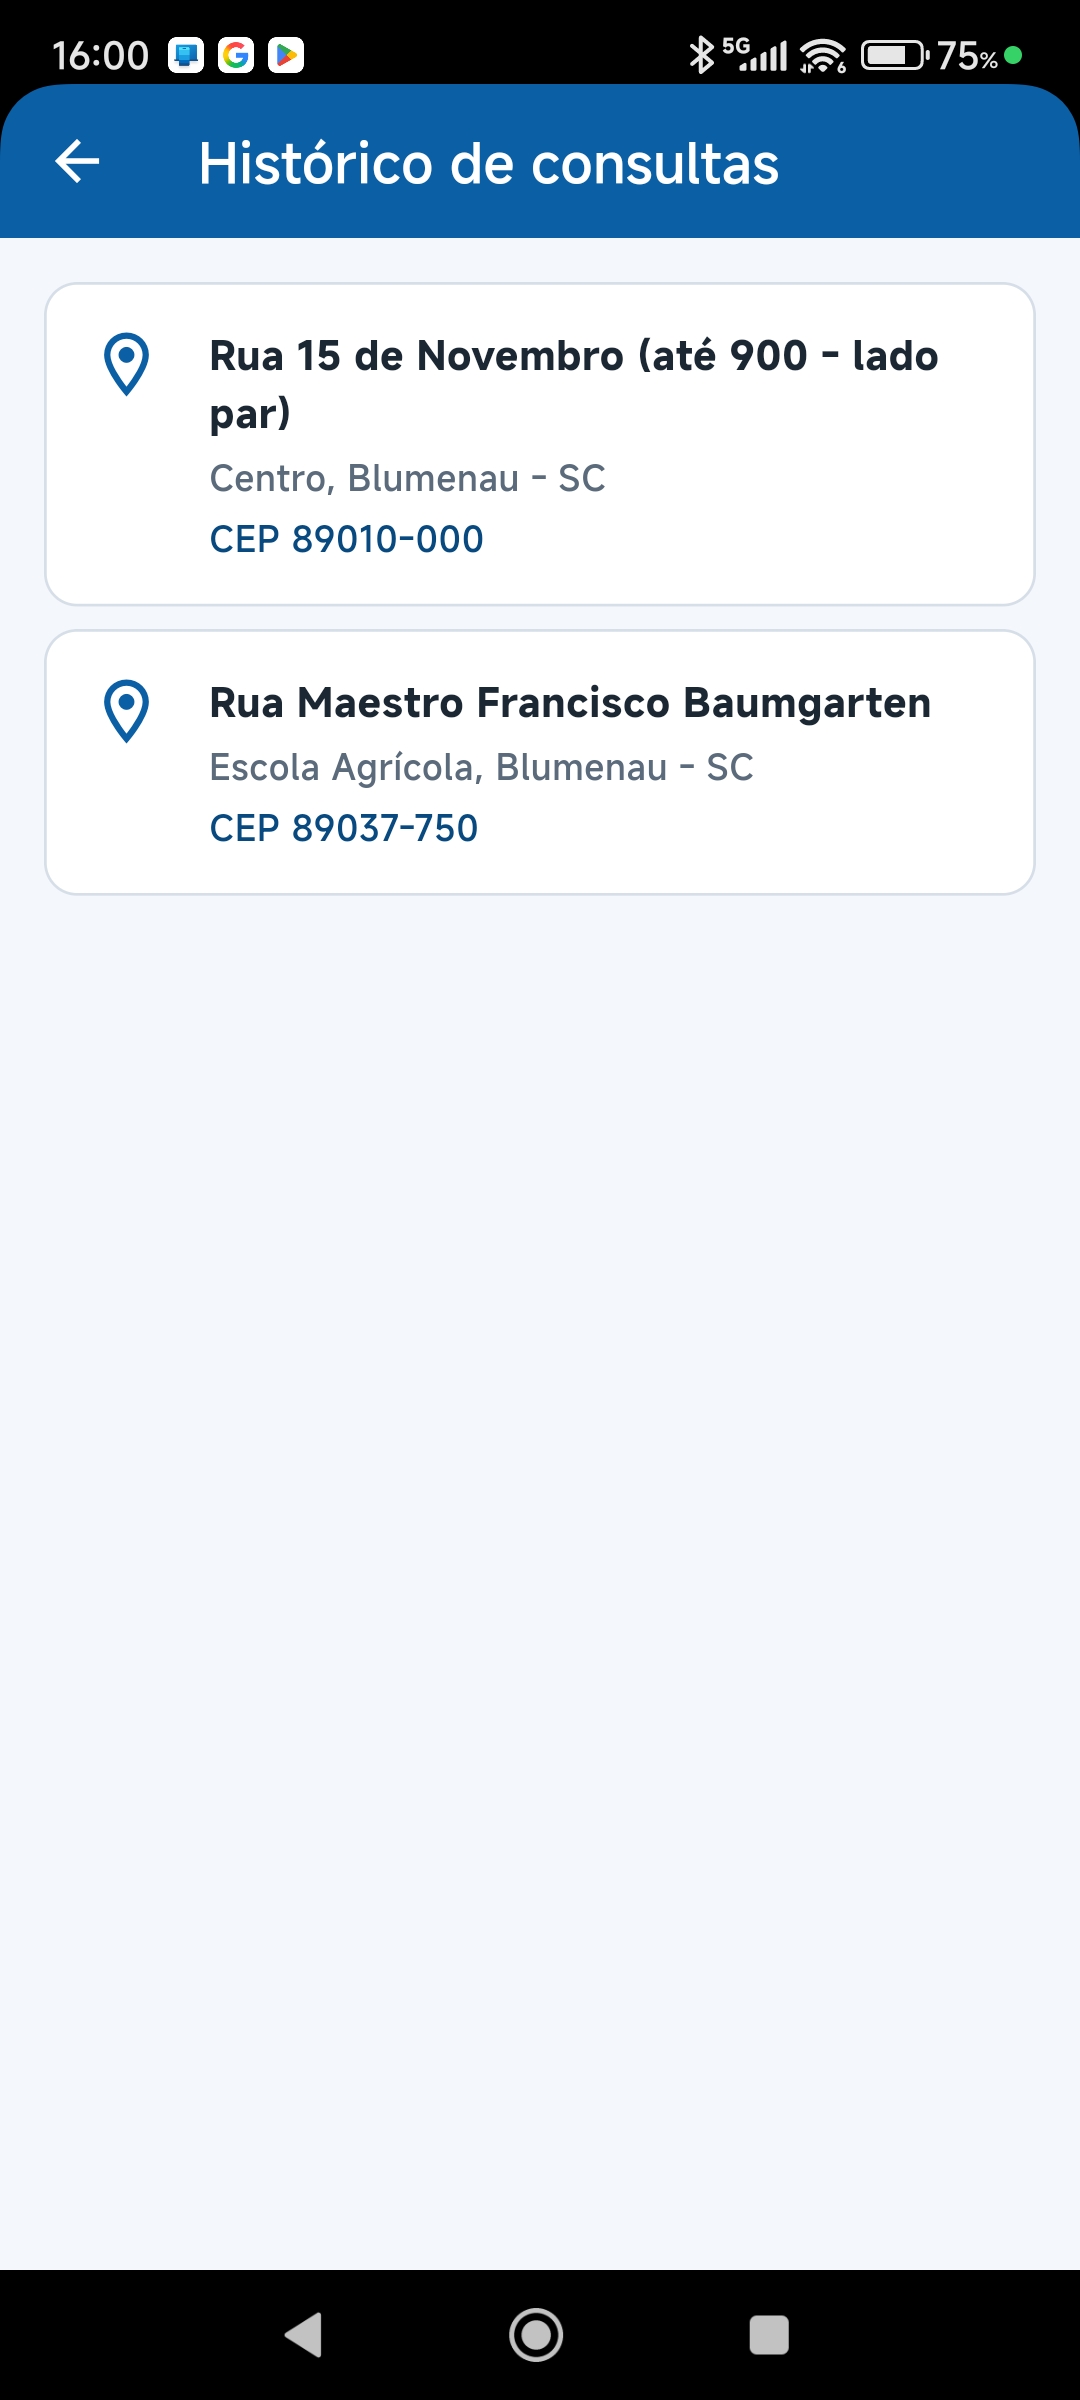 16:00
5G
6
75%
Histórico de consultas
Rua 15 de Novembro (até 900 - lado
par)
Centro, Blumenau - SC
CEP 89010-000
Rua Maestro Francisco Baumgarten
Escola Agrícola, Blumenau - SC
CEP 89037-750